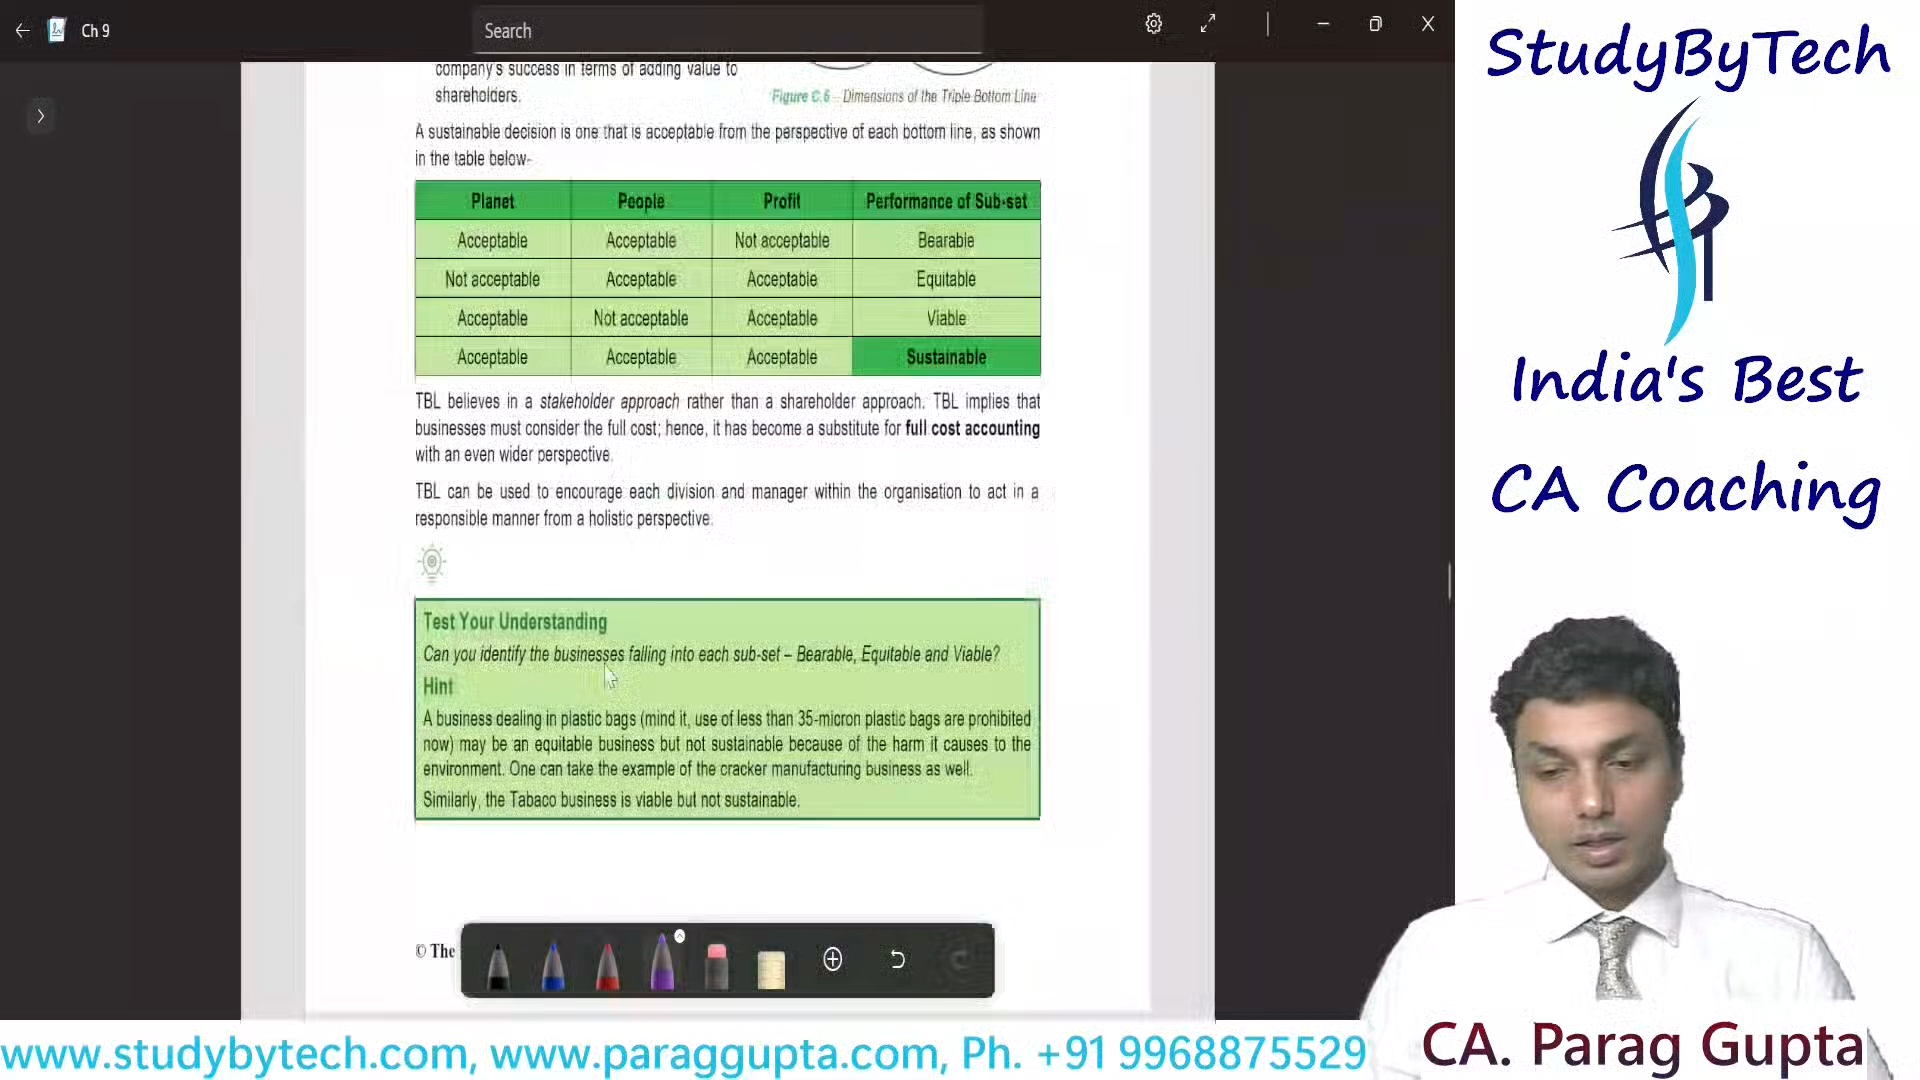 Ch 9
Search
company's success in terms of adding value to
shareholders.
Figure C.6 – Dimensions of the Triple Bottom Line
A sustainable decision is one that is acceptable from the perspective of each bottom line, as shown
in the table below-
Planet People Profit Performance of Sub-set
Acceptable Acceptable Not acceptable Bearable
Not acceptable Acceptable Acceptable Equitable
Acceptable Not acceptable Acceptable Viable
Acceptable Acceptable Acceptable Sustainable
TBL believes in a stakeholder approach rather than a shareholder approach. TBL implies that
businesses must consider the full cost; hence, it has become a substitute for full cost accounting
with an even wider perspective.
TBL can be used to encourage each division and manager within the organisation to act in a
responsible manner from a holistic perspective.
Test Your Understanding
Can you identify the businesses falling into each sub-set – Bearable, Equitable and Viable?
Hint
A business dealing in plastic bags (mind it, use of less than 35-micron plastic bags are prohibited
now) may be an equitable business but not sustainable because of the harm it causes to the
environment. One can take the example of the cracker manufacturing business as well.
Similarly, the Tabaco business is viable but not sustainable.
© The
StudyByTech
India's Best
CA Coaching
www.studybytech.com, www.paraggupta.com, Ph. +91 9968875529
CA. Parag Gupta